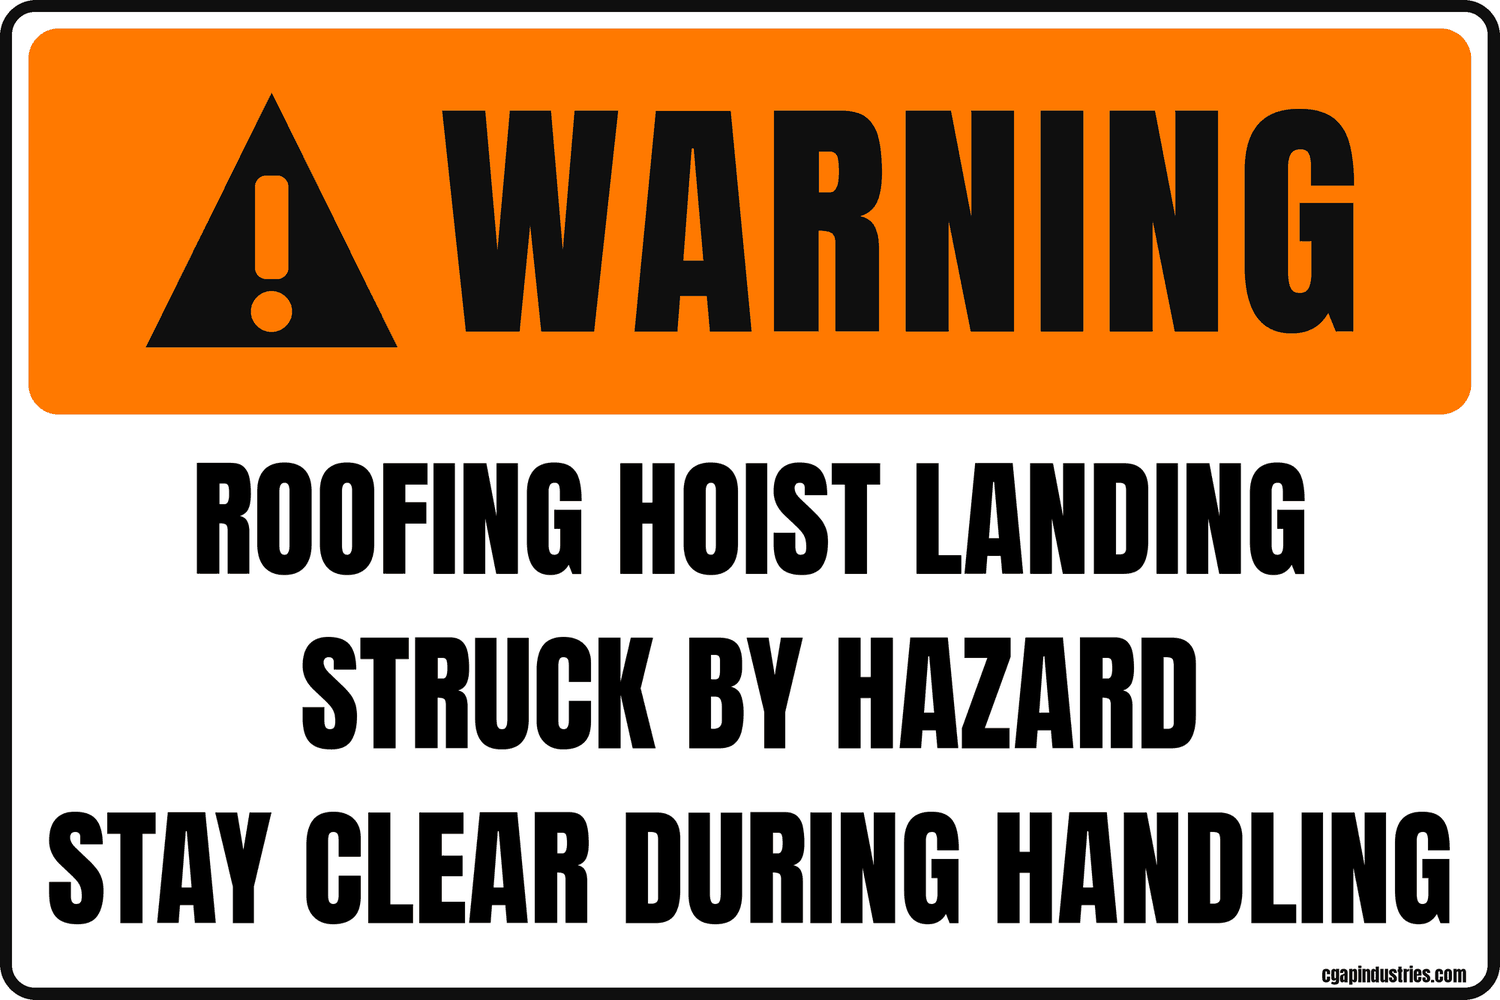 WARNING
ROOFING HOIST LANDING
STRUCK BY HAZARD
STAY CLEAR DURING HANDLING
cgapindustries.com